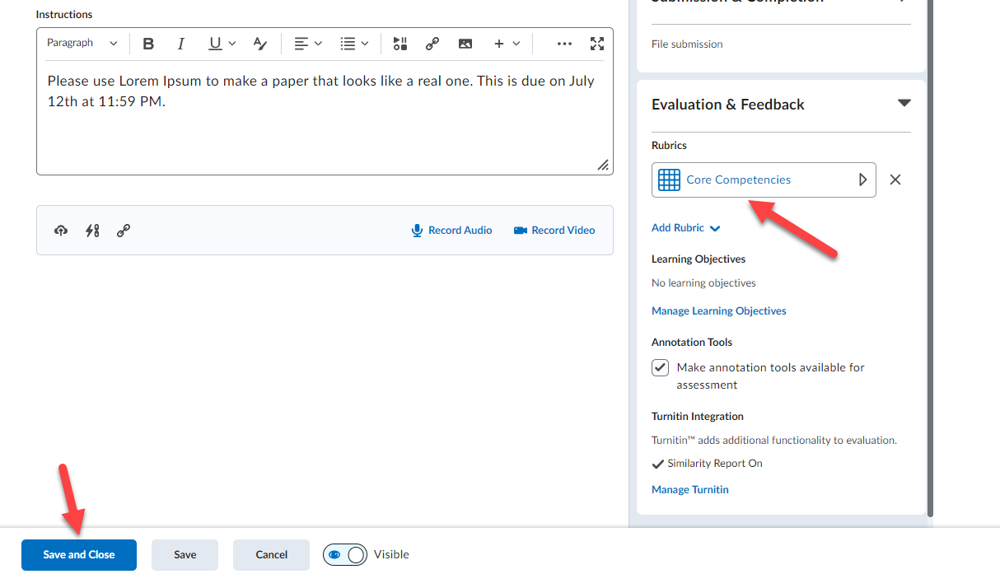 Instructions
Paragraph
B I U A
Please use Lorem Ipsum to make a paper that looks like a real one. This is due on July
12th at 11:59 PM.
Record Audio
Record Video
Submission & Completion
File submission
Evaluation & Feedback
Rubrics
Core Competencies
Add Rubric
Learning Objectives
No learning objectives
Manage Learning Objectives
Annotation Tools
Make annotation tools available for
assessment
Turnitin Integration
Turnitin™ adds additional functionality to evaluation.
Similarity Report On
Manage Turnitin
Save and Close
Save
Cancel
Visible